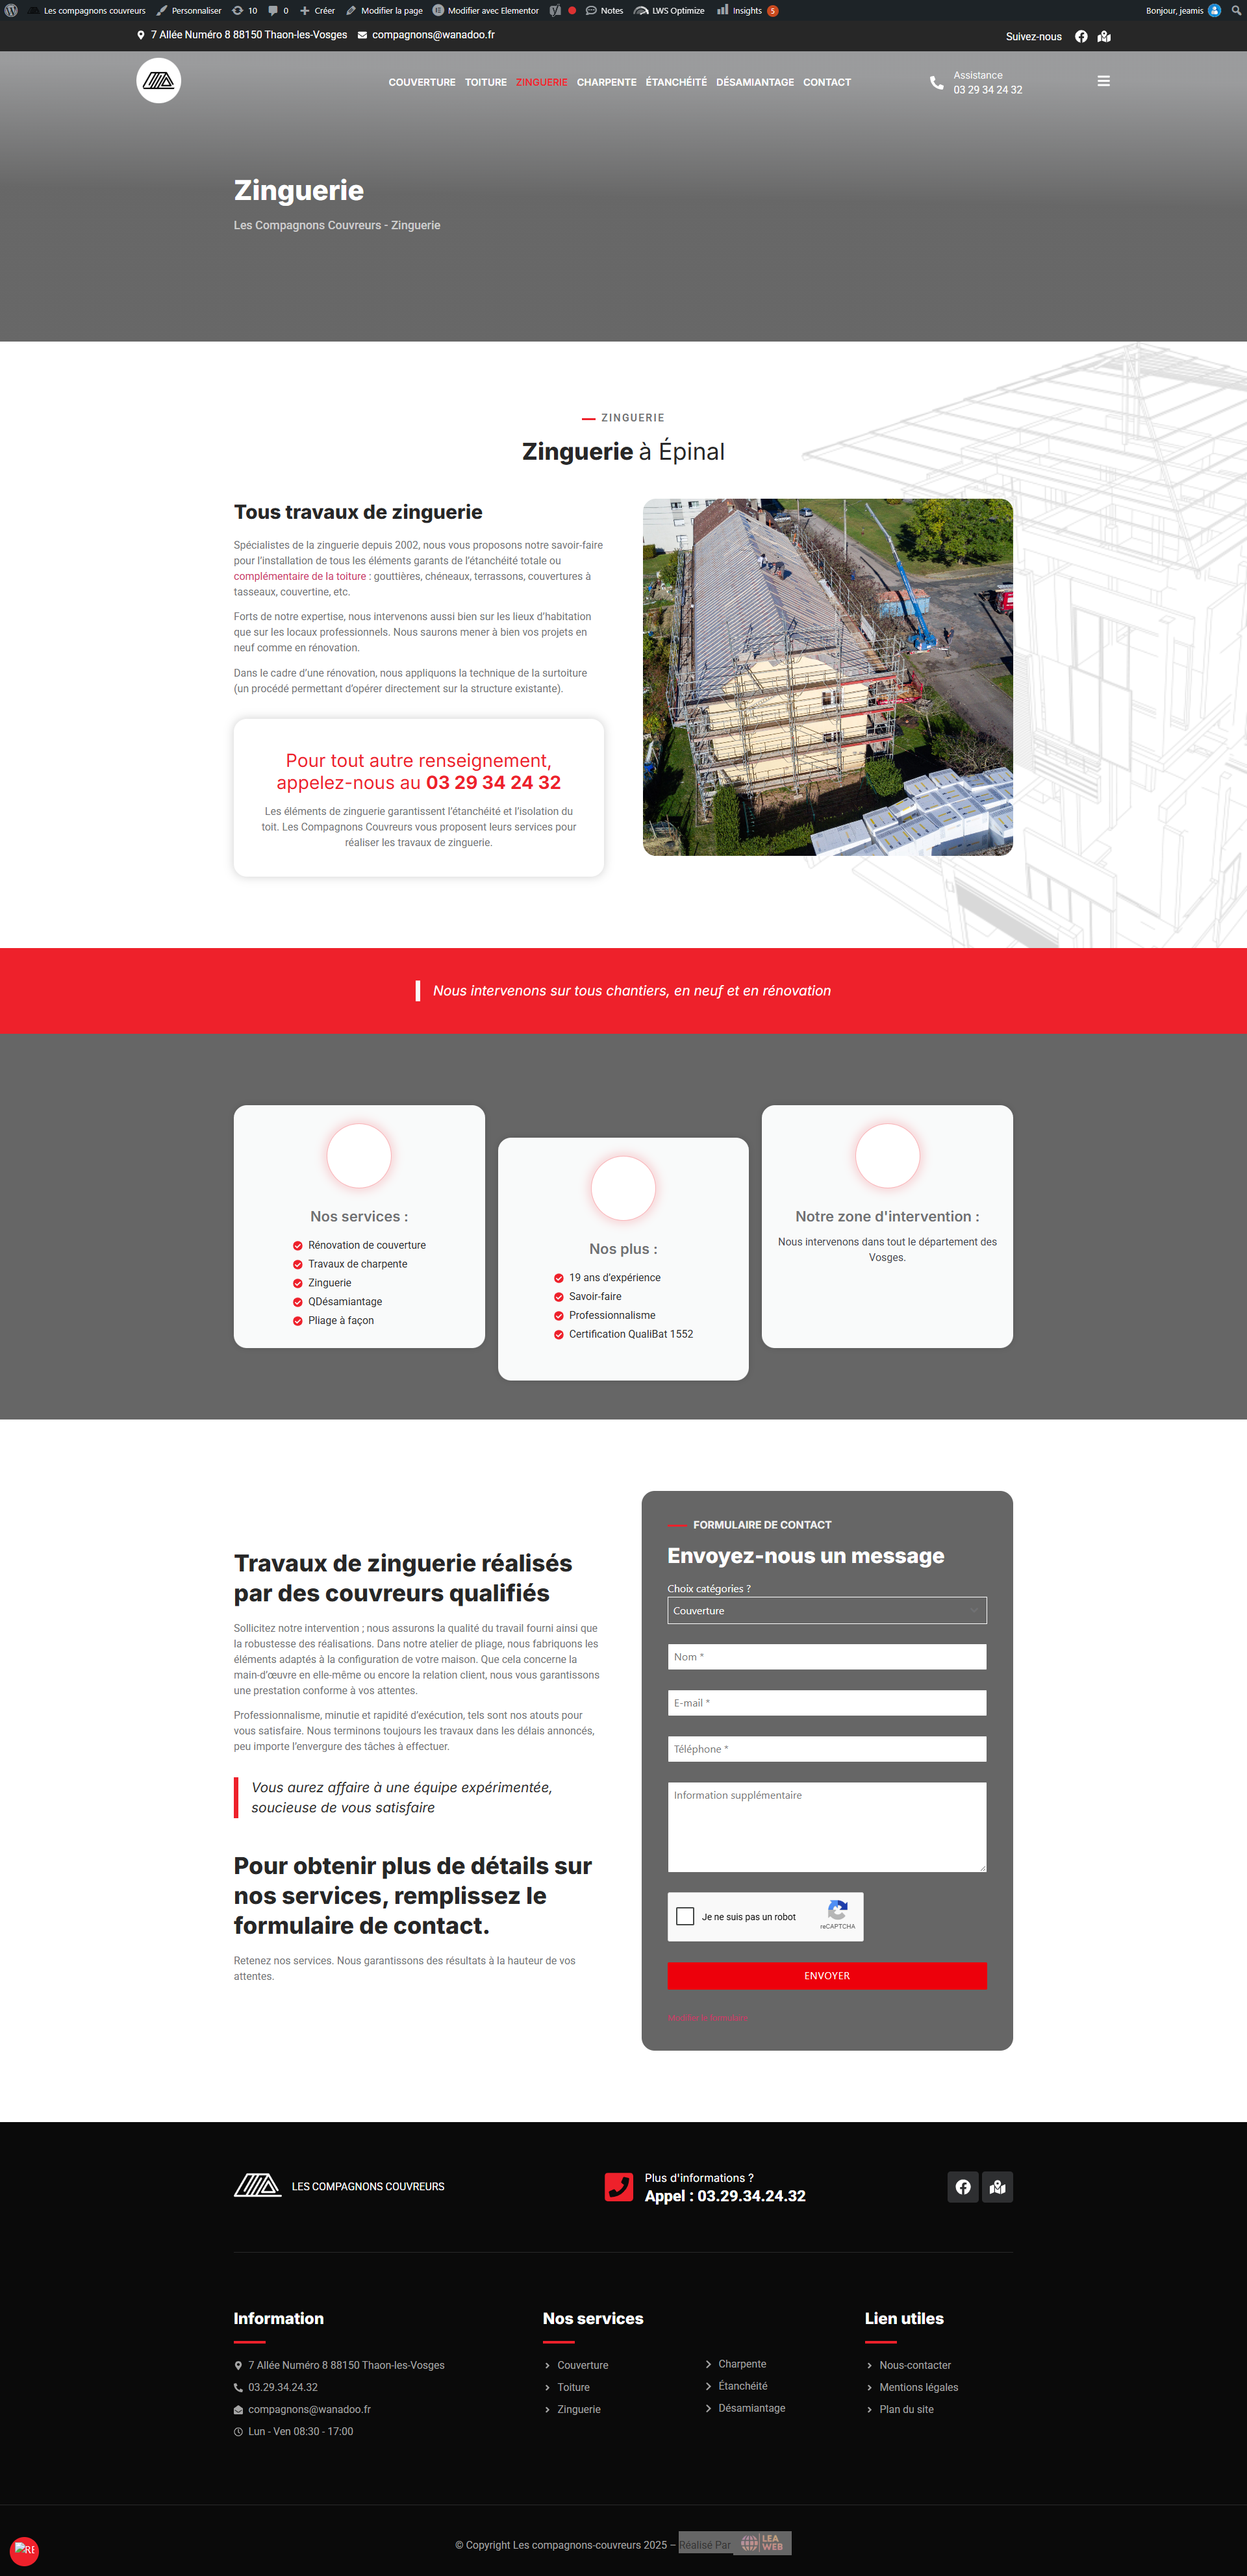 Les compagnons couvreurs Personnaliser 10 0 Créer Modifier la page Modifier avec Elementor Notes LWS Optimize Insights 5 Bonjour, jeamis
7 Allée Numéro 8 88150 Thaon-les-Vosges compagnons@wanadoo.fr Suivez-nous
COUVERTURE TOITURE ZINGUERIE CHARPENTE ÉTANCHÉITÉ DÉSAMIANTAGE CONTACT
Assistance
03 29 34 24 32
Zinguerie
Les Compagnons Couvreurs - Zinguerie
ZINGUERIE
Zinguerie à Épinal
Tous travaux de zinguerie
Spécialistes de la zinguerie depuis 2002, nous vous proposons notre savoir-faire
pour l’installation de tous les éléments garants de l’étanchéité totale ou
complémentaire de la toiture : gouttières, chéneaux, terrassons, couvertures à
tasseaux, couvertine, etc.
Forts de notre expertise, nous intervenons aussi bien sur les lieux d’habitation
que sur les locaux professionnels. Nous saurons mener à bien vos projets en
neuf comme en rénovation.
Dans le cadre d’une rénovation, nous appliquons la technique de la surtoiture
(un procédé permettant d’opérer directement sur la structure existante).
Pour tout autre renseignement,
appelez-nous au 03 29 34 24 32
Les éléments de zinguerie garantissent l’étanchéité et l’isolation du
toit. Les Compagnons Couvreurs vous proposent leurs services pour
réaliser les travaux de zinguerie.
Nous intervenons sur tous chantiers, en neuf et en rénovation
Nos services :
Rénovation de couverture
Travaux de charpente
Zinguerie
QDésamiantage
Pliage à façon
Nos plus :
19 ans d’expérience
Savoir-faire
Professionnalisme
Certification QualiBat 1552
Notre zone d'intervention :
Nous intervenons dans tout le département des
Vosges.
Travaux de zinguerie réalisés
par des couvreurs qualifiés
Sollicitez notre intervention ; nous assurons la qualité du travail fourni ainsi que
la robustesse des réalisations. Dans notre atelier de pliage, nous fabriquons les
éléments adaptés à la configuration de votre maison. Que cela concerne la
main-d’œuvre en elle-même ou encore la relation client, nous vous garantissons
une prestation conforme à vos attentes.
Professionnalisme, minutie et rapidité d’exécution, tels sont nos atouts pour
vous satisfaire. Nous terminons toujours les travaux dans les délais annoncés,
peu importe l’envergure des tâches à effectuer.
Vous aurez affaire à une équipe expérimentée,
soucieuse de vous satisfaire
Pour obtenir plus de détails sur
nos services, remplissez le
formulaire de contact.
Retenez nos services. Nous garantissons des résultats à la hauteur de vos
attentes.
FORMULAIRE DE CONTACT
Envoyez-nous un message
Choix catégories ?
Couverture
Nom *
E-mail *
Téléphone *
Information supplémentaire
Je ne suis pas un robot
reCAPTCHA
ENVOYER
Modifier le formulaire
LES COMPAGNONS COUVREURS
Plus d'informations ?
Appel : 03.29.34.24.32
Information
7 Allée Numéro 8 88150 Thaon-les-Vosges
03.29.34.24.32
compagnons@wanadoo.fr
Lun - Ven 08:30 - 17:00
Nos services
Couverture
Toiture
Zinguerie
Charpente
Étanchéité
Désamiantage
Lien utiles
Nous-contacter
Mentions légales
Plan du site
© Copyright Les compagnons-couvreurs 2025 – Réalisé Par LEA WEB